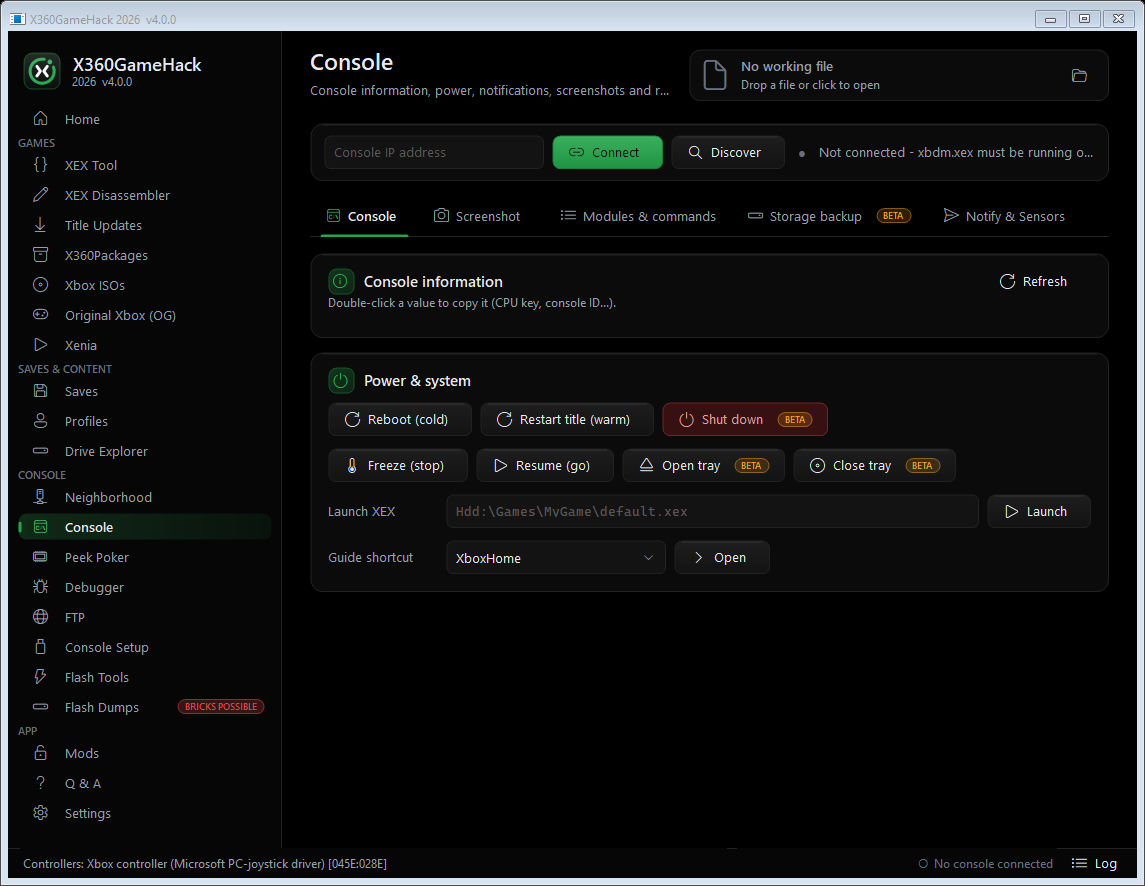 X360GameHack 2026 v4.0.0
X360GameHack
2026 v4.0.0
Home
GAMES
XEX Tool
XEX Disassembler
Title Updates
X360Packages
Xbox ISOs
Original Xbox (OG)
Xenia
SAVES & CONTENT
Saves
Profiles
Drive Explorer
CONSOLE
Neighborhood
Console
Peek Poker
Debugger
FTP
Console Setup
Flash Tools
Flash Dumps BRICKS POSSIBLE
APP
Mods
Q & A
Settings
Console
Console information, power, notifications, screenshots and r...
No working file
Drop a file or click to open
Console IP address Connect Discover Not connected - xbdm.xex must be running o...
Console Screenshot Modules & commands Storage backup BETA Notify & Sensors
Console information Refresh
Double-click a value to copy it (CPU key, console ID...).
Power & system
Reboot (cold) Restart title (warm) Shut down BETA
Freeze (stop) Resume (go) Open tray BETA Close tray BETA
Launch XEX Hdd:\Games\MyGame\default.xex Launch
Guide shortcut XboxHome Open
Controllers: Xbox controller (Microsoft PC-joystick driver) [045E:028E] No console connected Log